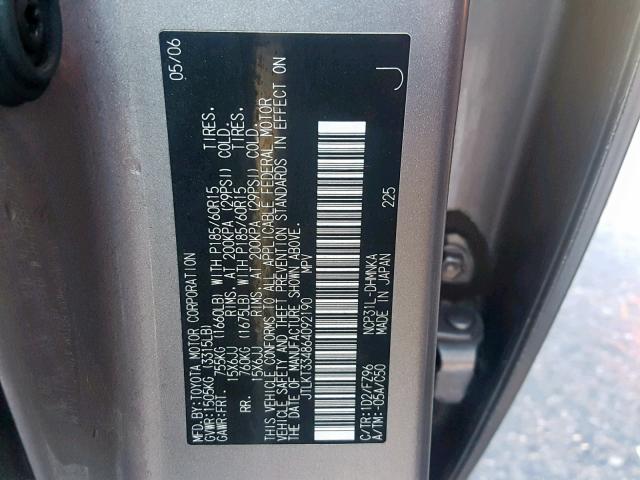 MFD.BY:TOYOTA MOTOR CORPORATION 05/06
GVWR:1505KG (3315LB)
GAWR:FRT. 755KG (1660LB) WITH P185/60R15 TIRES.
15X6JJ RIMS. AT 200KPA (29PSI) COLD.
RR. 760KG (1675LB) WITH P185/60R15 TIRES.
15X6JJ RIMS. AT 200KPA (29PSI) COLD.
THIS VEHICLE CONFORMS TO ALL APPLICABLE FEDERAL MOTOR
VEHICLE SAFETY AND THEFT PREVENTION STANDARDS IN EFFECT ON
THE DATE OF MANUFACTURE SHOWN ABOVE.
JTLKT334864092190 MPV J
C/TR:1D2/FZ96 NCP31L-DHMNKA 225
A/TM:-05A/C50 MADE IN JAPAN